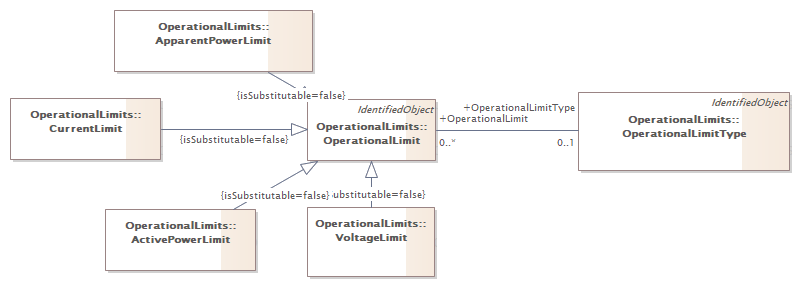 OperationalLimits::
ApparentPowerLimit
{isSubstitutable=false}
OperationalLimits::
CurrentLimit
{isSubstitutable=false}
IdentifiedObject
OperationalLimits::
OperationalLimit
+OperationalLimitType
+OperationalLimit
0..*
0..1
IdentifiedObject
OperationalLimits::
OperationalLimitType
{isSubstitutable=false}
ubstitutable=false}
OperationalLimits::
ActivePowerLimit
OperationalLimits::
VoltageLimit